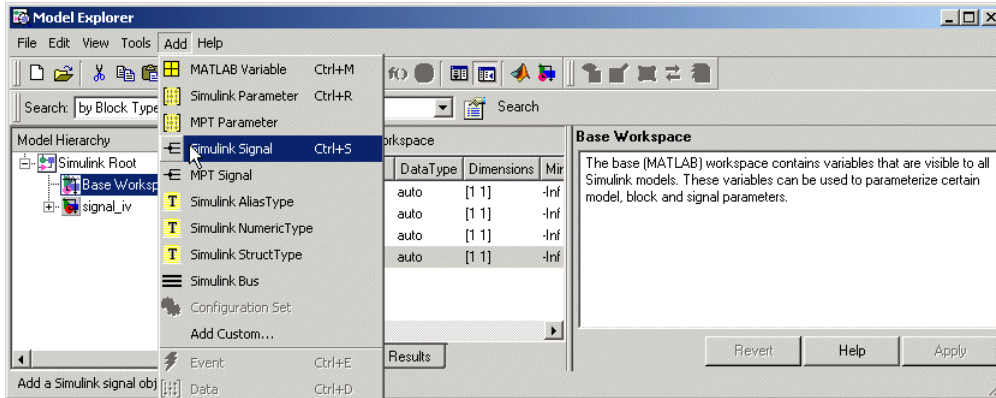 Model Explorer
File Edit View Tools Add Help
Search: by Block Type
Search
MATLAB Variable Ctrl+M
Simulink Parameter Ctrl+R
MPT Parameter
Simulink Signal Ctrl+S
MPT Signal
Simulink AliasType
Simulink NumericType
Simulink StructType
Simulink Bus
Configuration Set
Add Custom...
Event Ctrl+E
Data Ctrl+D
Model Hierarchy
Simulink Root
Base Worksp
signal_iv
orkspace
DataType Dimensions Mir
auto [1 1] -Inf
auto [1 1] -Inf
auto [1 1] -Inf
auto [1 1] -Inf
Results
Base Workspace
The base (MATLAB) workspace contains variables that are visible to all
Simulink models. These variables can be used to parameterize certain
model, block and signal parameters.
Revert Help Apply
Add a Simulink signal obj